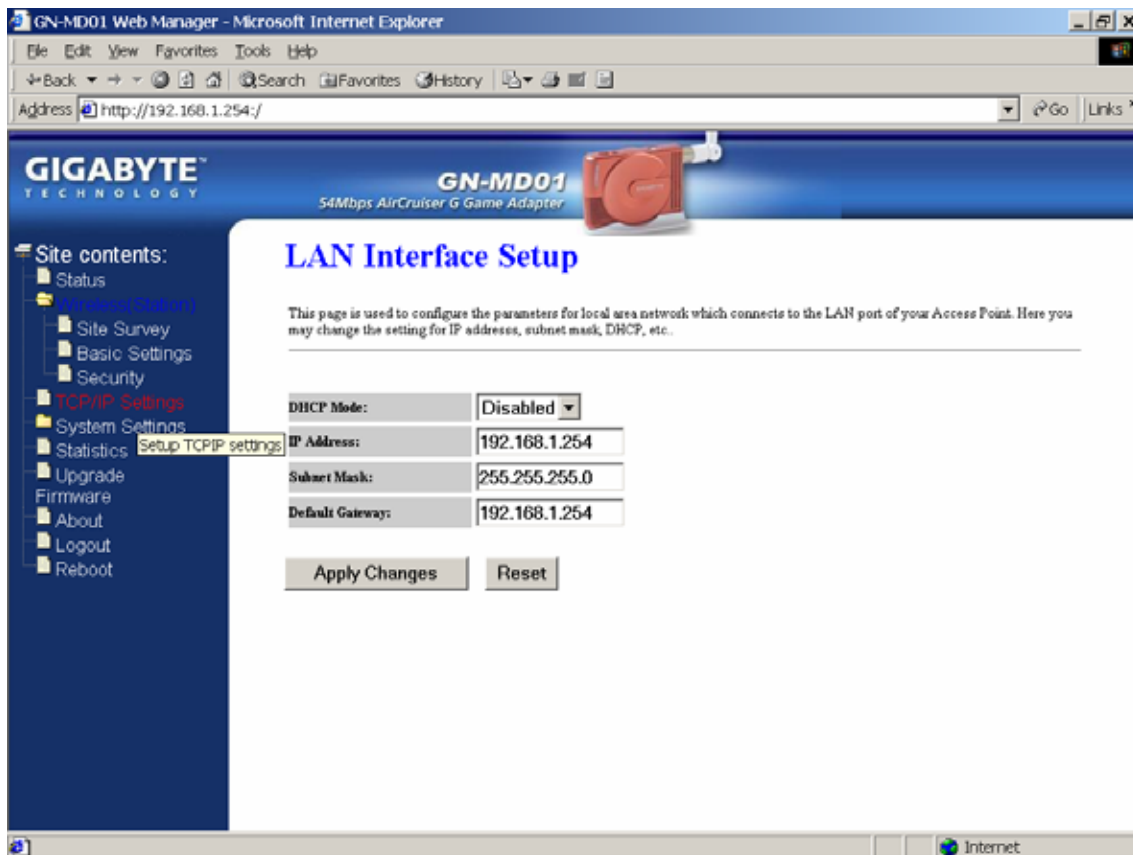 GN-MD01 Web Manager - Microsoft Internet Explorer
File Edit View Favorites Tools Help
Back Search Favorites History
Address http://192.168.1.254:/ Go Links
GIGABYTE™
TECHNOLOGY
GN-MD01
54Mbps AirCruiser G Game Adapter
Site contents:
Status
Wireless(Station)
Site Survey
Basic Settings
Security
TCP/IP Settings
System Settings
Statistics
Setup TCPIP settings
Upgrade
Firmware
About
Logout
Reboot
LAN Interface Setup
This page is used to configure the parameters for local area network which connects to the LAN port of your Access Point. Here you
may change the setting for IP addresss, subnet mask, DHCP, etc..
DHCP Mode: Disabled
IP Address: 192.168.1.254
Subnet Mask: 255.255.255.0
Default Gateway: 192.168.1.254
Apply Changes Reset
Internet